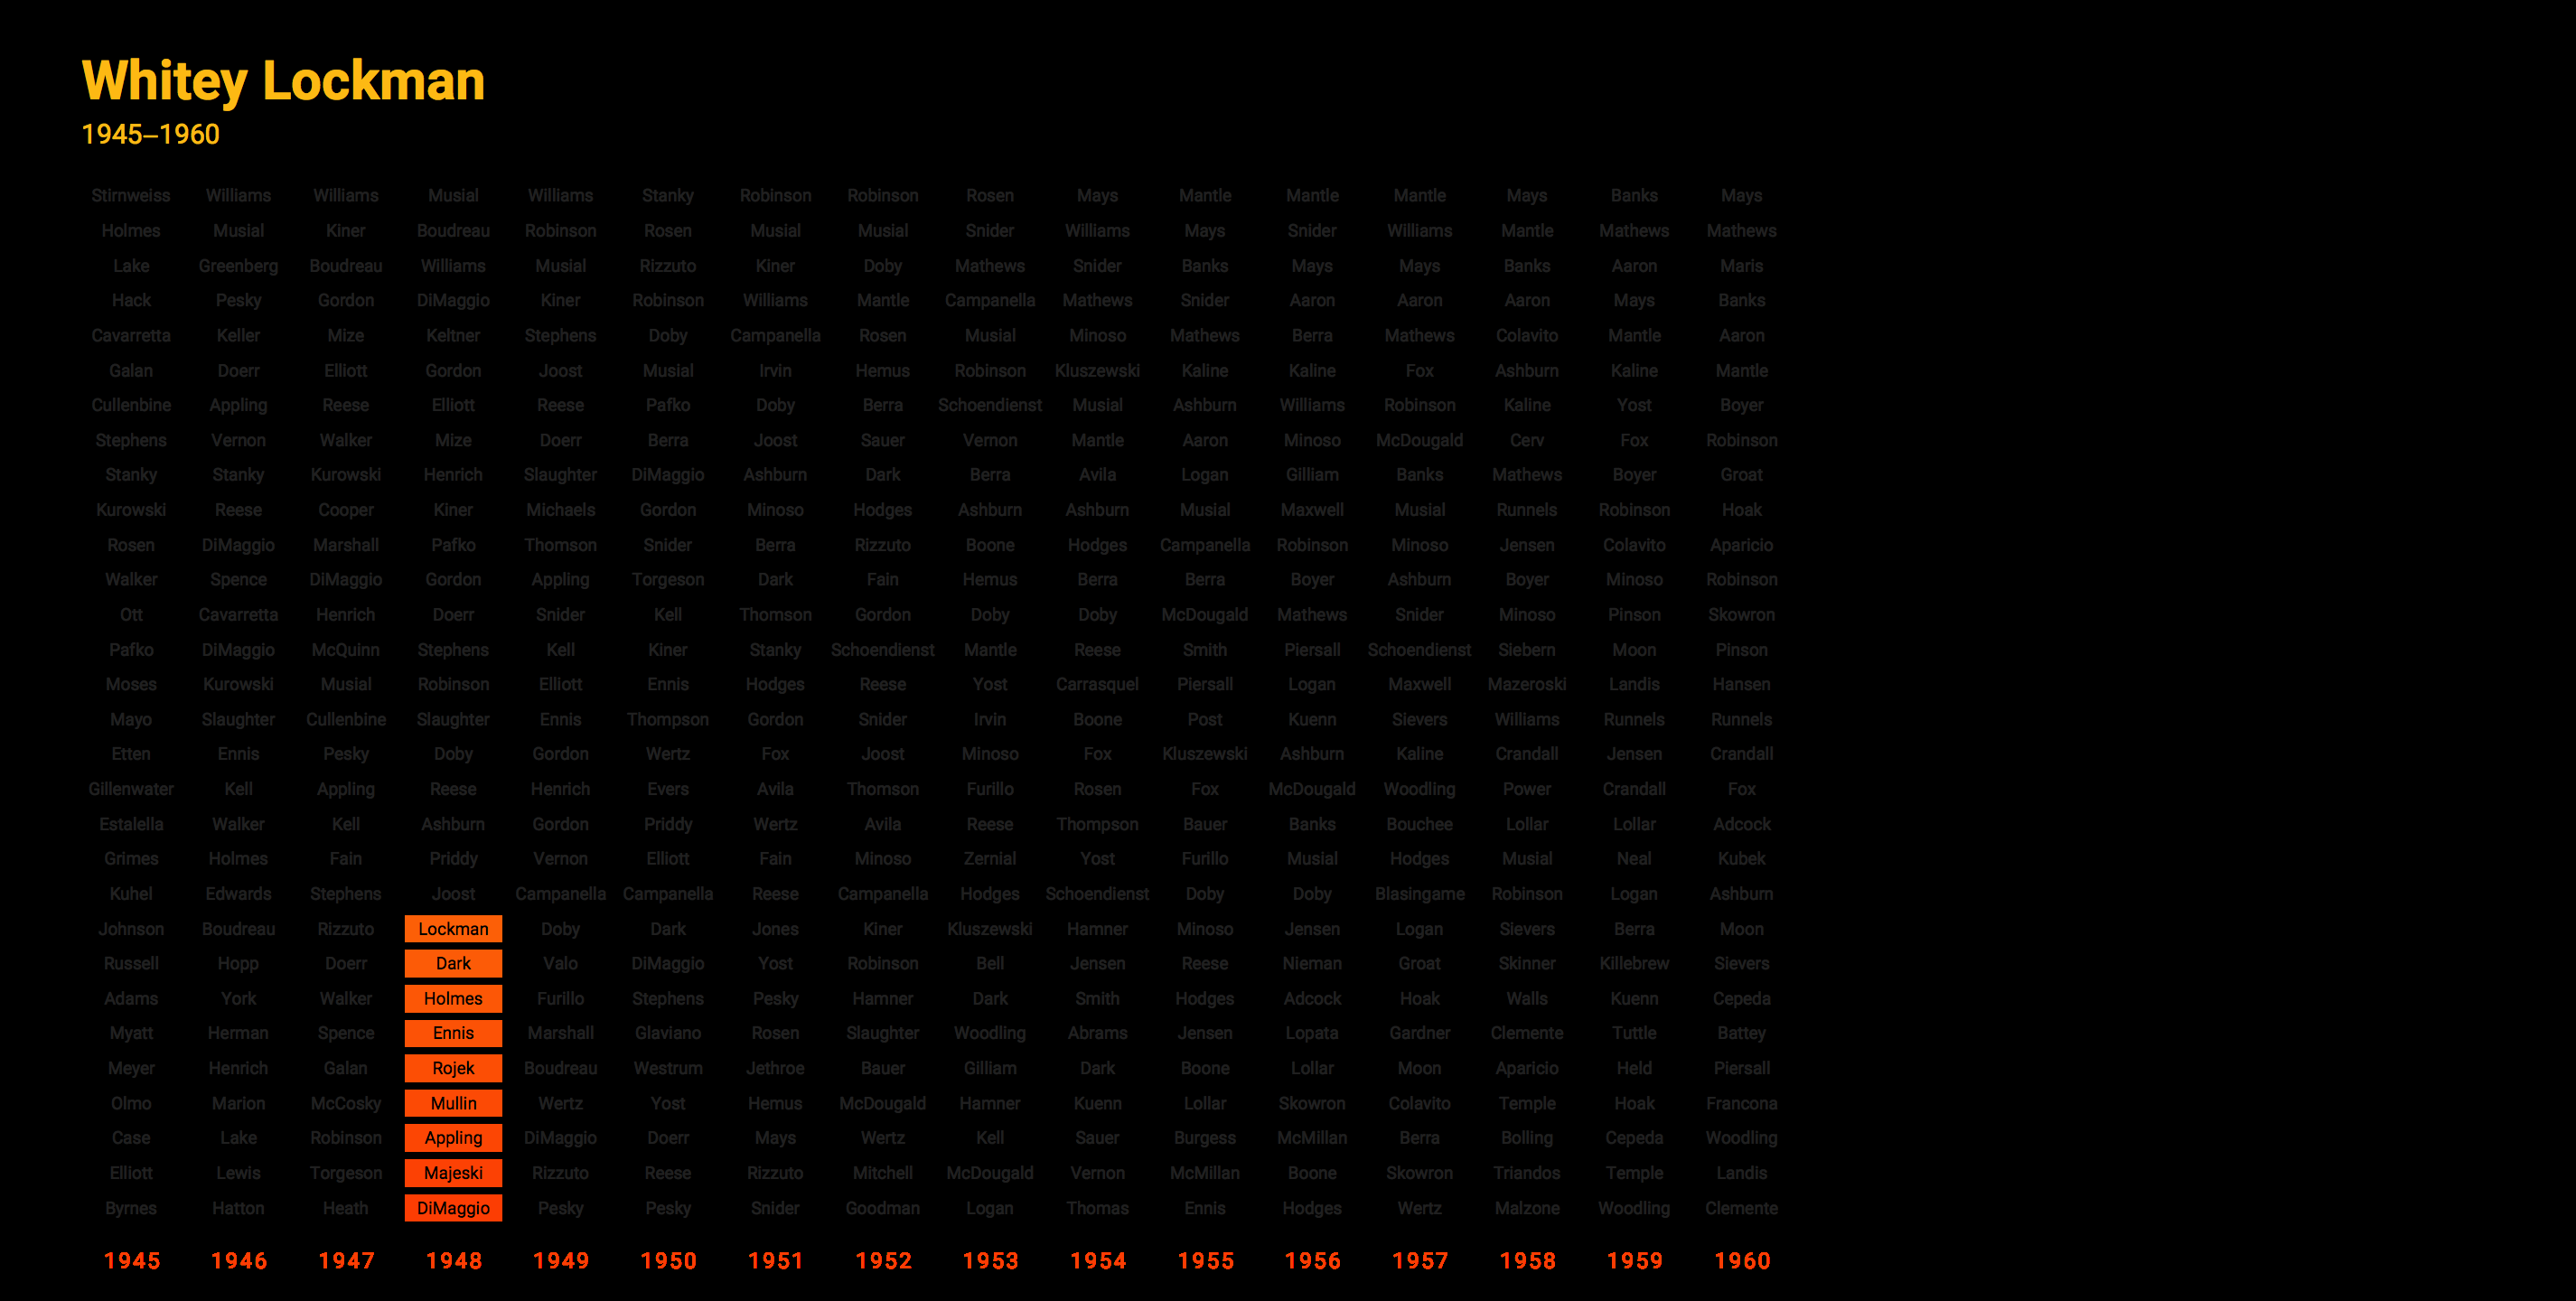 Whitey Lockman
1945–1960
Stirnweiss Williams Williams Musial Williams Stanky Robinson Robinson Rosen Mays Mantle Mantle Mantle Mays Banks Mays
Holmes Musial Kiner Boudreau Robinson Rosen Musial Musial Snider Williams Mays Snider Williams Mantle Mathews Mathews
Lake Greenberg Boudreau Williams Musial Rizzuto Kiner Doby Mathews Snider Banks Mays Mays Banks Aaron Maris
Hack Pesky Gordon DiMaggio Kiner Robinson Williams Mantle Campanella Mathews Snider Aaron Aaron Aaron Mays Banks
Cavarretta Keller Mize Keltner Stephens Doby Campanella Rosen Musial Minoso Mathews Berra Mathews Colavito Mantle Aaron
Galan Doerr Elliott Gordon Joost Musial Irvin Hemus Robinson Kluszewski Kaline Kaline Fox Ashburn Kaline Mantle
Cullenbine Appling Reese Elliott Reese Pafko Doby Berra Schoendienst Musial Ashburn Williams Robinson Kaline Yost Boyer
Stephens Vernon Walker Mize Doerr Berra Joost Sauer Vernon Mantle Aaron Minoso McDougald Cerv Fox Robinson
Stanky Stanky Kurowski Henrich Slaughter DiMaggio Ashburn Dark Berra Avila Logan Gilliam Banks Mathews Boyer Groat
Kurowski Reese Cooper Kiner Michaels Gordon Minoso Hodges Ashburn Ashburn Musial Maxwell Musial Runnels Robinson Hoak
Rosen DiMaggio Marshall Pafko Thomson Snider Berra Rizzuto Boone Hodges Campanella Robinson Minoso Jensen Colavito Aparicio
Walker Spence DiMaggio Gordon Appling Torgeson Dark Fain Hemus Berra Berra Boyer Ashburn Boyer Minoso Robinson
Ott Cavarretta Henrich Doerr Snider Kell Thomson Gordon Doby Doby McDougald Mathews Snider Minoso Pinson Skowron
Pafko DiMaggio McQuinn Stephens Kell Kiner Stanky Schoendienst Mantle Reese Smith Piersall Schoendienst Siebern Moon Pinson
Moses Kurowski Musial Robinson Elliott Ennis Hodges Reese Yost Carrasquel Piersall Logan Maxwell Mazeroski Landis Hansen
Mayo Slaughter Cullenbine Slaughter Ennis Thompson Gordon Snider Irvin Boone Post Kuenn Sievers Williams Runnels Runnels
Etten Ennis Pesky Doby Gordon Wertz Fox Joost Minoso Fox Kluszewski Ashburn Kaline Crandall Jensen Crandall
Gillenwater Kell Appling Reese Henrich Evers Avila Thomson Furillo Rosen Fox McDougald Woodling Power Crandall Fox
Estalella Walker Kell Ashburn Gordon Priddy Wertz Avila Reese Thompson Bauer Banks Bouchee Lollar Lollar Adcock
Grimes Holmes Fain Priddy Vernon Elliott Fain Minoso Zernial Yost Furillo Musial Hodges Musial Neal Kubek
Kuhel Edwards Stephens Joost Campanella Campanella Reese Campanella Hodges Schoendienst Doby Doby Blasingame Robinson Logan Ashburn
Johnson Boudreau Rizzuto Lockman Doby Dark Jones Kiner Kluszewski Hamner Minoso Jensen Logan Sievers Berra Moon
Russell Hopp Doerr Dark Valo DiMaggio Yost Robinson Bell Jensen Reese Nieman Groat Skinner Killebrew Sievers
Adams York Walker Holmes Furillo Stephens Pesky Hamner Dark Smith Hodges Adcock Hoak Walls Kuenn Cepeda
Myatt Herman Spence Ennis Marshall Glaviano Rosen Slaughter Woodling Abrams Jensen Lopata Gardner Clemente Tuttle Battey
Meyer Henrich Galan Rojek Boudreau Westrum Jethroe Bauer Gilliam Dark Boone Lollar Moon Aparicio Held Piersall
Olmo Marion McCosky Mullin Wertz Yost Hemus McDougald Hamner Kuenn Lollar Skowron Colavito Temple Hoak Francona
Case Lake Robinson Appling DiMaggio Doerr Mays Wertz Kell Sauer Burgess McMillan Berra Bolling Cepeda Woodling
Elliott Lewis Torgeson Majeski Rizzuto Reese Rizzuto Mitchell McDougald Vernon McMillan Boone Skowron Triandos Temple Landis
Byrnes Hatton Heath DiMaggio Pesky Pesky Snider Goodman Logan Thomas Ennis Hodges Wertz Malzone Woodling Clemente
1945 1946 1947 1948 1949 1950 1951 1952 1953 1954 1955 1956 1957 1958 1959 1960